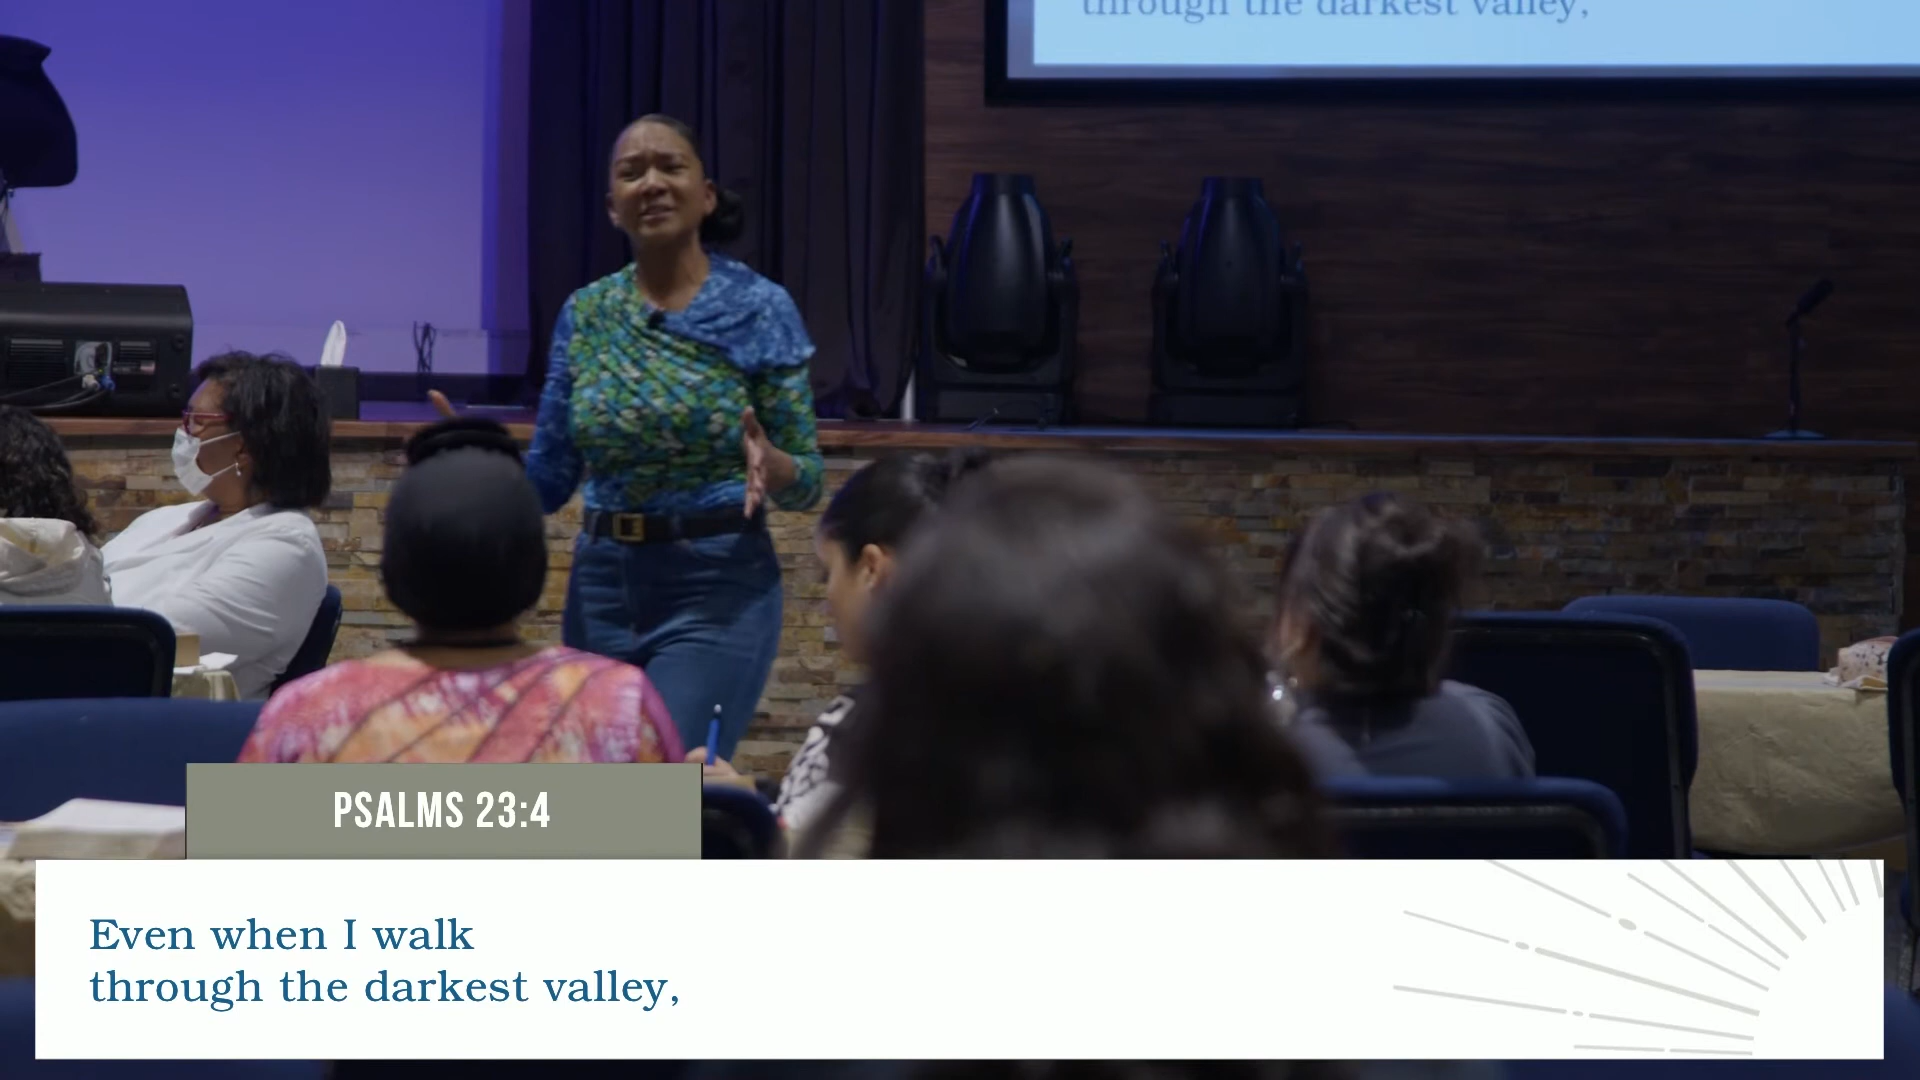 through the darkest valley,
PSALMS 23:4
Even when I walk
through the darkest valley,